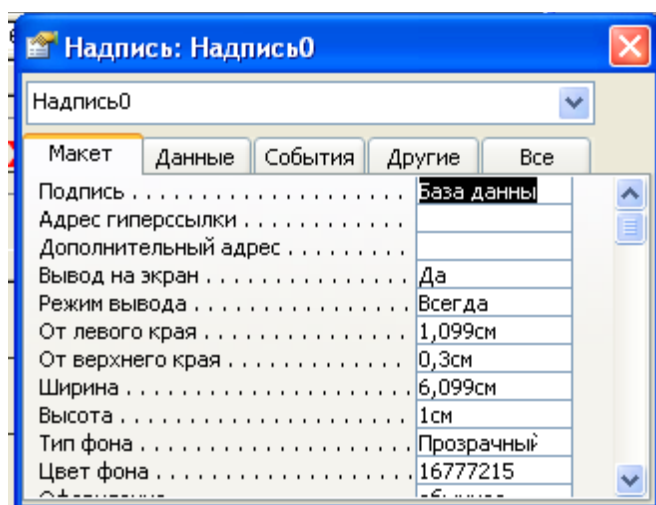 Надпись: Надпись0
Надпись0
Макет Данные События Другие Все
Подпись . . . . . . . . . . . . . . . . . . . . База данны
Адрес гиперссылки . . . . . . . . . . . .
Дополнительный адрес . . . . . . . . .
Вывод на экран . . . . . . . . . . . . . . . Да
Режим вывода . . . . . . . . . . . . . . . . Всегда
От левого края . . . . . . . . . . . . . . . 1,099см
От верхнего края . . . . . . . . . . . . . 0,3см
Ширина . . . . . . . . . . . . . . . . . . . . . 6,099см
Высота . . . . . . . . . . . . . . . . . . . . . 1см
Тип фона . . . . . . . . . . . . . . . . . . . . Прозрачный
Цвет фона . . . . . . . . . . . . . . . . . . . 16777215